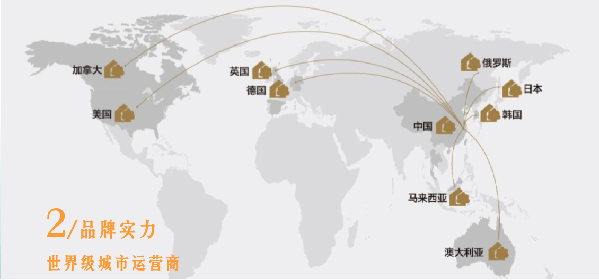 俄罗斯
加拿大
英国
德国
日本
美国
韩国
中国
马来西亚
2/品牌实力
澳大利亚
世界级城市运营商